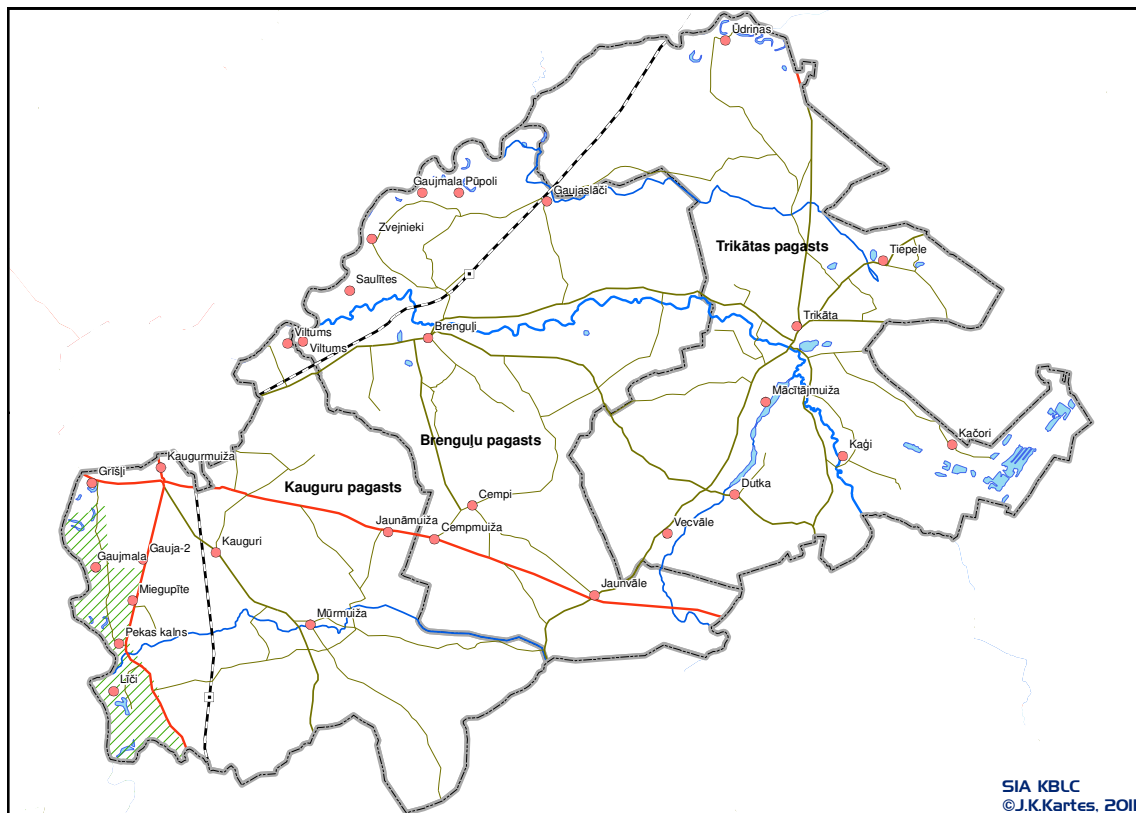 Ūdriņas
Gaujmala Pūpoli
Gaujaslāči
Zvejnieki
Trikātas pagasts
Tiepele
Saulītes
Trikāta
Brenguļi
Viltums
Viltums
Mācītājmuiža
Brenguļu pagasts
Kačori
Kaģi
Kaugurmuiža
Grīšļi
Kauguru pagasts
Dutka
Cempi
Jaunāmuiža
Cempmuiža
Vecvāle
Kauguri
Gauja-2
Gaujmala
Jaunvāle
Miegupīte
Mūrmuiža
Pekas kalns
Līči
SIA KBLC
©J.K.Kartes, 2011